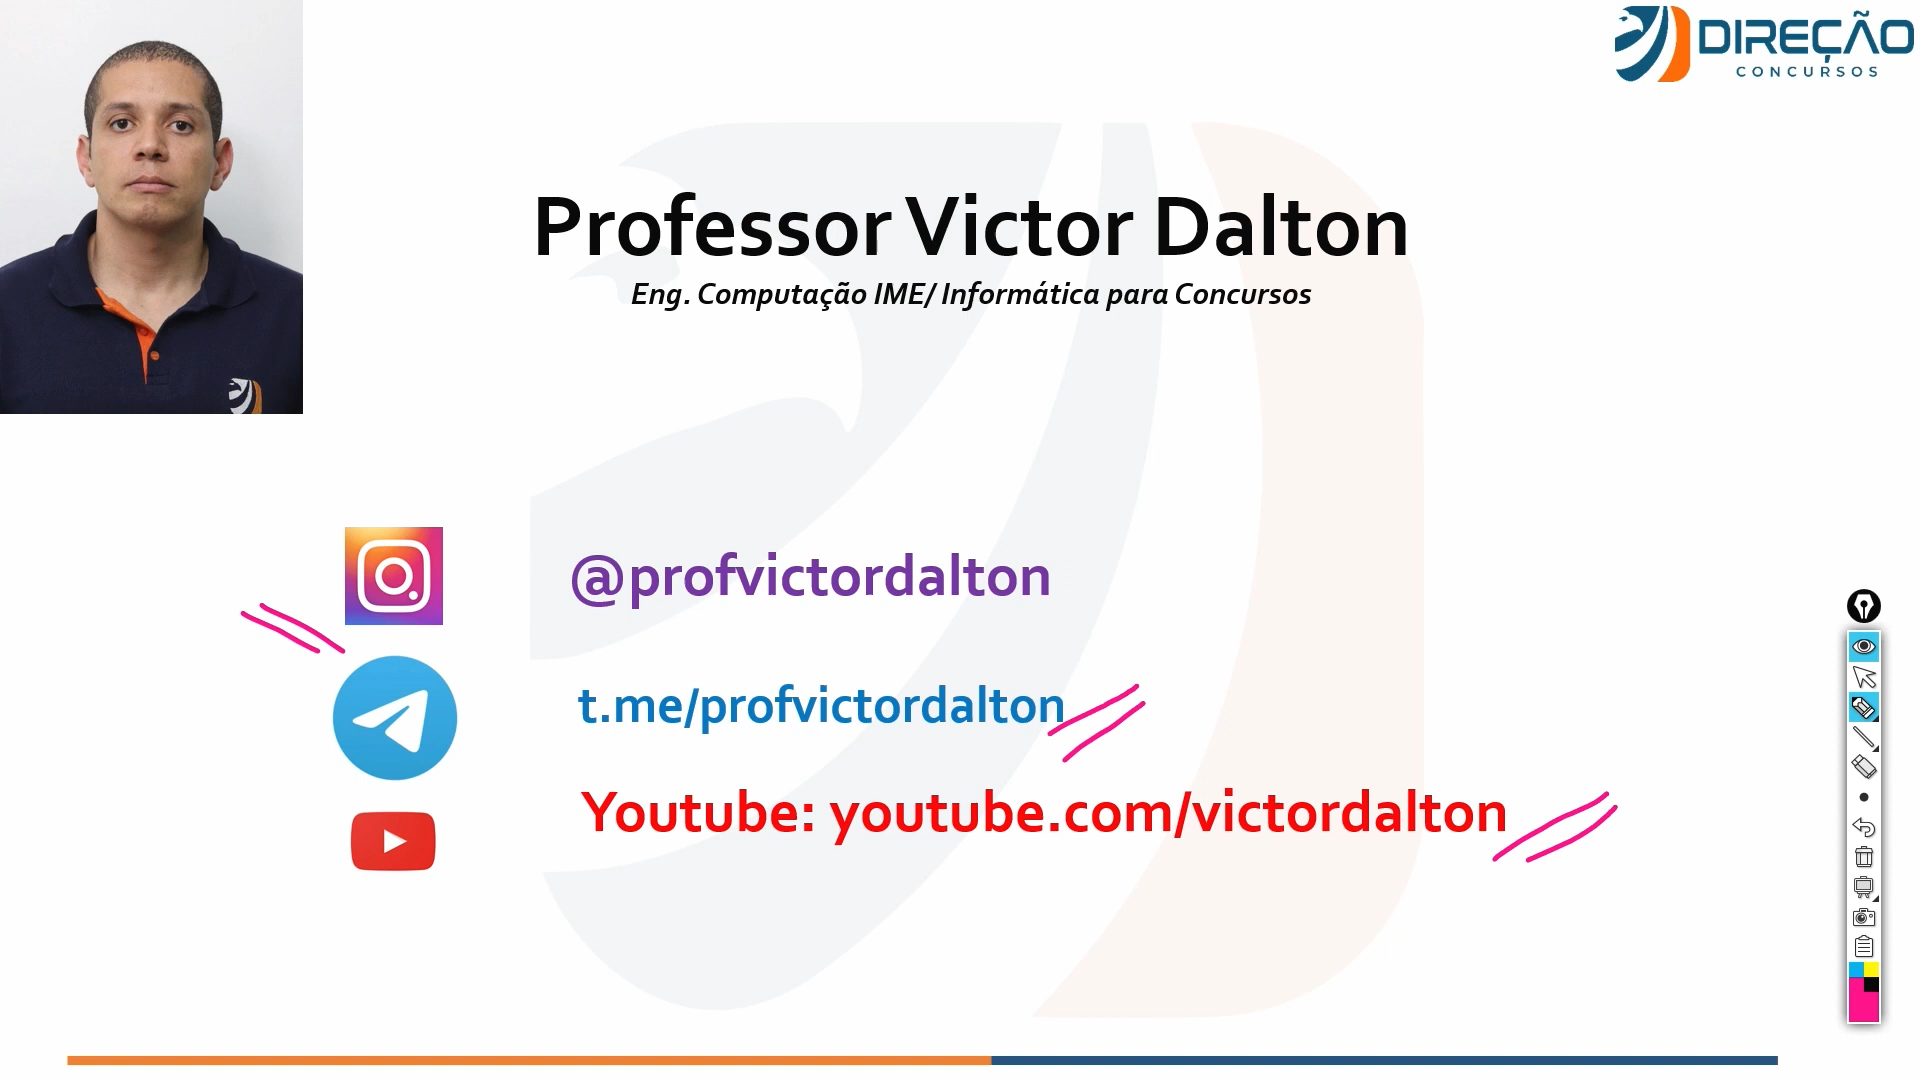 DIREÇÃO
CONCURSOS
Professor Victor Dalton
Eng. Computação IME/ Informática para Concursos
@profvictordalton
t.me/profvictordalton
Youtube: youtube.com/victordalton